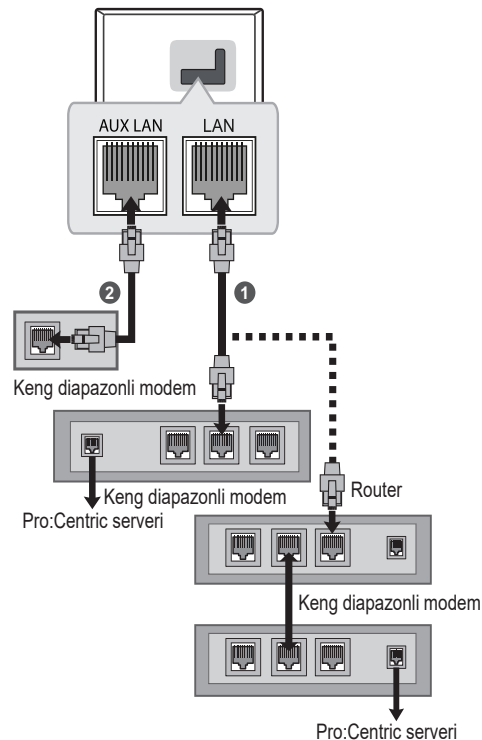 AUX LAN LAN
2 1
Keng diapazonli modem
Keng diapazonli modem
Pro:Centric serveri
Router
Keng diapazonli modem
Pro:Centric serveri